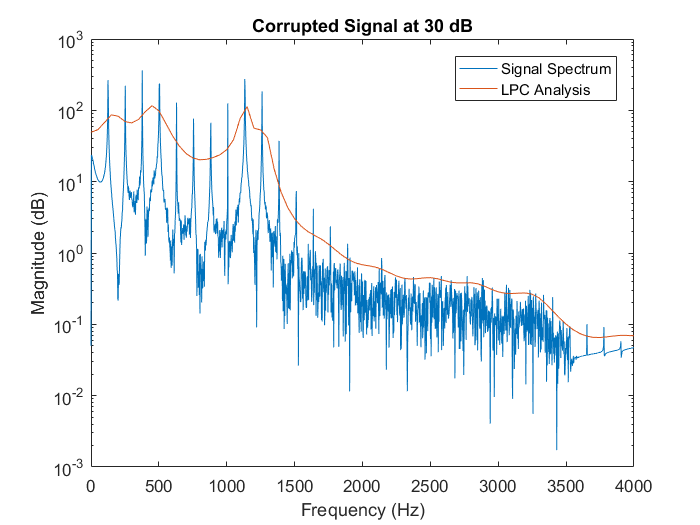 Corrupted Signal at 30 dB
Signal Spectrum
LPC Analysis
Magnitude (dB)
10^3
10^2
10^1
10^0
10^-1
10^-2
10^-3
0 500 1000 1500 2000 2500 3000 3500 4000
Frequency (Hz)